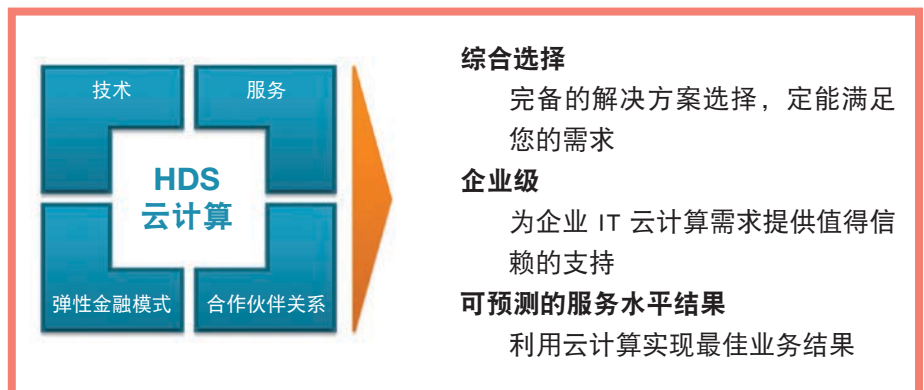 技术
服务
HDS
云计算
弹性金融模式
合作伙伴关系
综合选择
完备的解决方案选择，定能满足
您的需求
企业级
为企业 IT 云计算需求提供值得信
赖的支持
可预测的服务水平结果
利用云计算实现最佳业务结果